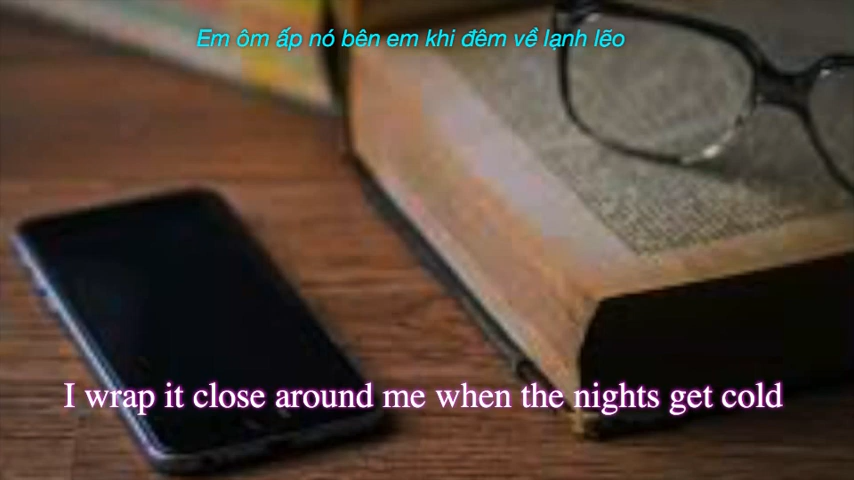 Em ôm ấp nó bên em khi đêm về lạnh lẽo
I wrap it close around me when the nights get cold